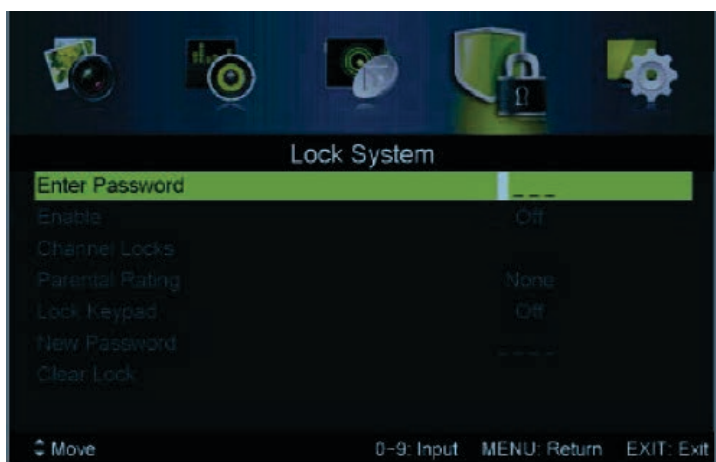 Lock System
Enter Password _ _ _
Enable Off
Channel Locks
Parental Rating None
Lock Keypad Off
New Password _ _ _ _
Clear Lock
Move 0~9: Input MENU: Return EXIT: Exit